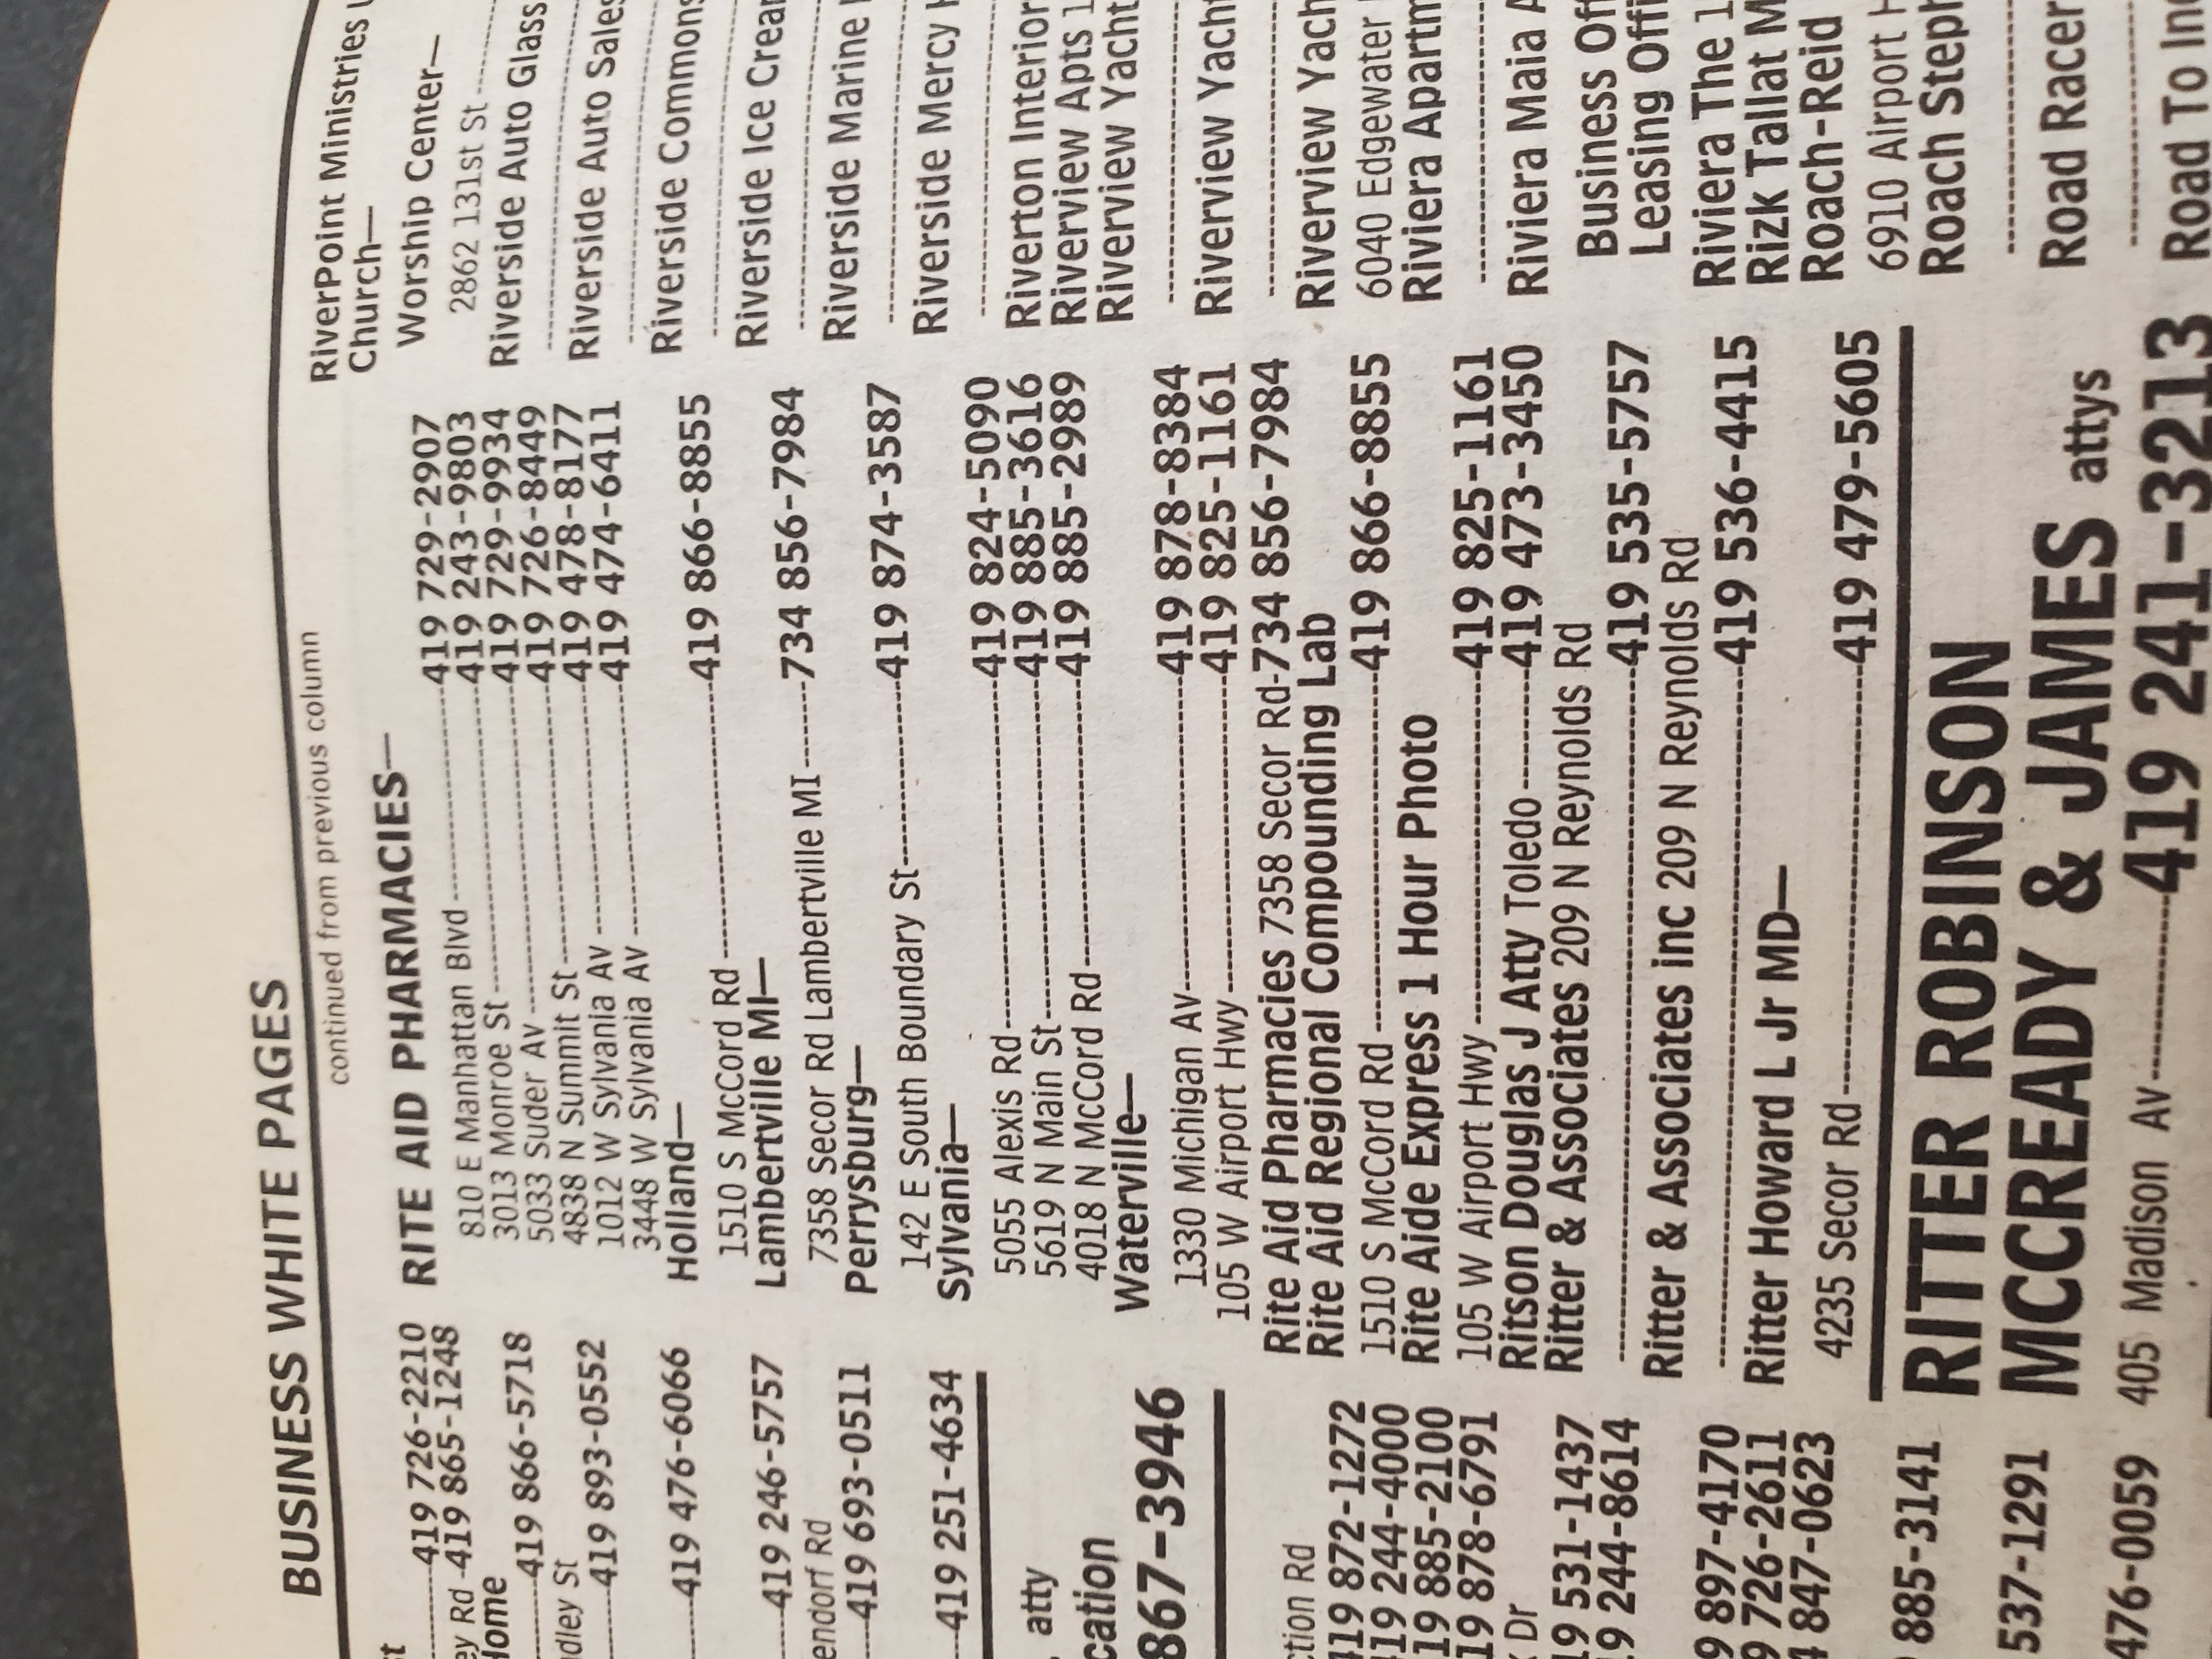 BUSINESS WHITE PAGES
419 726-2210
Rd 419 865-1248
Home
419 866-5718
St
419 893-0552
419 476-6066
419 246-5757
Rd
419 693-0511
419 251-4634
atty
867-3946
Rd
419 872-1272
419 244-4000
419 885-2100
419 878-6791
Dr
419 531-1437
419 244-8614
897-4170
726-2611
847-0623
885-3141
537-1291
476-0059
continued from previous column
RITE AID PHARMACIES—
810 E Manhattan Blvd 419 729-2907
3013 Monroe St 419 243-9803
5033 Suder Av 419 729-9934
4838 N Summit St 419 726-8449
1012 W Sylvania Av 419 478-8177
3448 W Sylvania Av 419 474-6411
Holland—
1510 S McCord Rd 419 866-8855
Lambertville MI—
7358 Secor Rd Lambertville MI 734 856-7984
Perrysburg—
142 E South Boundary St 419 874-3587
Sylvania—
5055 Alexis Rd 419 824-5090
5619 N Main St 419 885-3616
4018 N McCord Rd 419 885-2989
Waterville—
1330 Michigan Av 419 878-8384
105 W Airport Hwy 419 825-1161
Rite Aid Pharmacies 7358 Secor Rd-734 856-7984
Rite Aid Regional Compounding Lab
1510 S McCord Rd 419 866-8855
Rite Aide Express 1 Hour Photo
105 W Airport Hwy 419 825-1161
Ritson Douglas J Atty Toledo 419 473-3450
Ritter & Associates 209 N Reynolds Rd
419 535-5757
Ritter & Associates inc 209 N Reynolds Rd
419 536-4415
Ritter Howard L Jr MD—
4235 Secor Rd 419 479-5605
RITTER ROBINSON
MCCREADY & JAMES attys
405 Madison Av 419 241-3213
RiverPoint Ministries
Church—
Worship Center—
2862 131st St
Riverside Auto Glass
Riverside Auto Sales
Riverside Commons
Riverside Ice Cream
Riverside Marine
Riverside Mercy
Riverton Interior
Riverview Apts
Riverview Yacht
Riverview Yacht
Riverview Yach
6040 Edgewater
Riviera Apartm
Riviera Maia
Business Off
Leasing Offi
Riviera The
Rizk Tallat M
Roach-Reid
6910 Airport H
Roach Steph
Road Racer
Road To